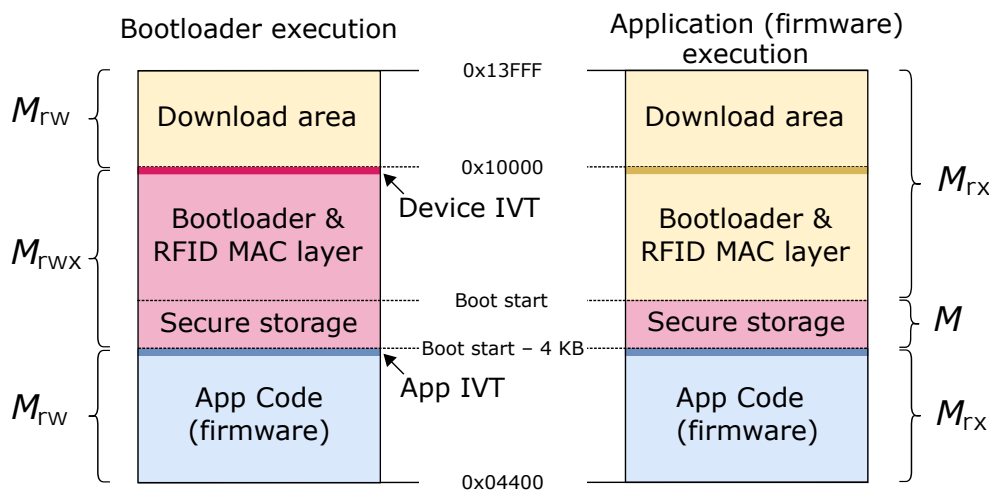 Bootloader execution
Application (firmware)
execution
0x13FFF
Mrw
Download area
Download area
0x10000
Device IVT
Mrx
Bootloader &
RFID MAC layer
Bootloader &
RFID MAC layer
Mrwx
Boot start
Secure storage
Secure storage
M
Boot start – 4 KB
App IVT
Mrw
App Code
(firmware)
App Code
(firmware)
Mrx
0x04400